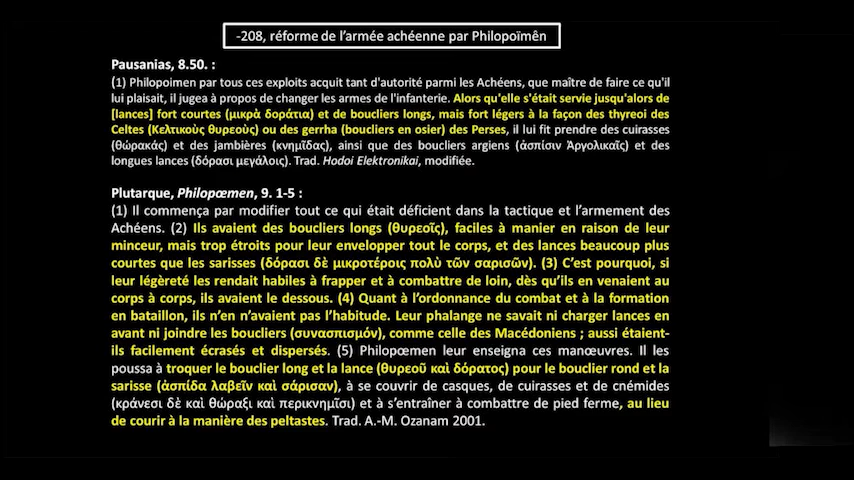 -208, réforme de l'armée achéenne par Philopoïmên
Pausanias, 8.50. :
(1) Philopoimen par tous ces exploits acquit tant d'autorité parmi les Achéens, que maître de faire ce qu'il
lui plaisait, il jugea à propos de changer les armes de l'infanterie. Alors qu'elle s'était servie jusqu'alors de
[lances] fort courtes (μικρὰ δοράτια) et de boucliers longs, mais fort légers à la façon des thyreoi des
Celtes (Κελτικοὺς θυρεοὺς) ou des gerrha (boucliers en osier) des Perses, il lui fit prendre des cuirasses
(θώρακάς) et des jambières (κνημῖδας), ainsi que des boucliers argiens (ἀσπίσιν Ἀργολικαῖς) et des
longues lances (δόρασι μεγάλοις). Trad. Hodoi Elektronikai, modifiée.
Plutarque, Philopœmen, 9. 1-5 :
(1) Il commença par modifier tout ce qui était déficient dans la tactique et l'armement des
Achéens. (2) Ils avaient des boucliers longs (θυρεοῖς), faciles à manier en raison de leur
minceur, mais trop étroits pour leur envelopper tout le corps, et des lances beaucoup plus
courtes que les sarisses (δόρασι δὲ μικροτέροις πολὺ τῶν σαρισῶν). (3) C'est pourquoi, si
leur légèreté les rendait habiles à frapper et à combattre de loin, dès qu'ils en venaient au
corps à corps, ils avaient le dessous. (4) Quant à l'ordonnance du combat et à la formation
en bataillon, ils n'en n'avaient pas l'habitude. Leur phalange ne savait ni charger lances en
avant ni joindre les boucliers (συνασπισμόν), comme celle des Macédoniens ; aussi étaient-
ils facilement écrasés et dispersés. (5) Philopœmen leur enseigna ces manœuvres. Il les
poussa à troquer le bouclier long et la lance (θυρεοῦ καὶ δόρατος) pour le bouclier rond et la
sarisse (ἀσπίδα λαβεῖν καὶ σάρισαν), à se couvrir de casques, de cuirasses et de cnémides
(κράνεσι δὲ καὶ θώραξι καὶ περικνημῖσι) et à s'entraîner à combattre de pied ferme, au lieu
de courir à la manière des peltastes. Trad. A.-M. Ozanam 2001.